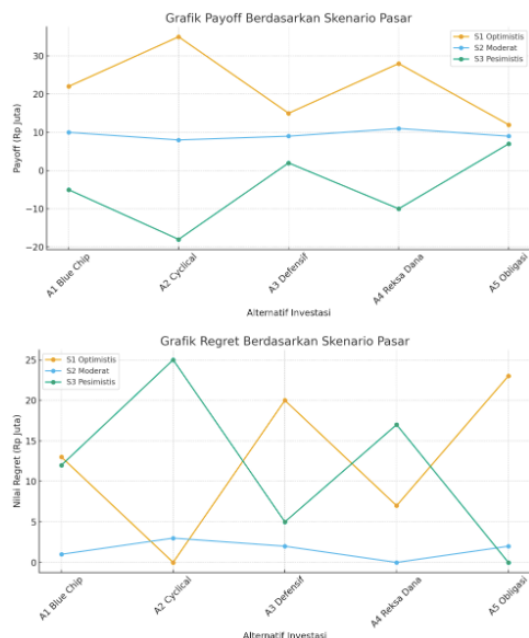 Grafik Payoff Berdasarkan Skenario Pasar
S1 Optimistis
S2 Moderat
S3 Pesimistis
Payoff (Rp Juta)
30
20
10
0
−10
−20
A1 Blue Chip
A2 Cyclical
A3 Defensif
A4 Reksa Dana
A5 Obligasi
Alternatif Investasi
Grafik Regret Berdasarkan Skenario Pasar
S1 Optimistis
S2 Moderat
S3 Pesimistis
Nilai Regret (Rp Juta)
25
20
15
10
5
0
A1 Blue Chip
A2 Cyclical
A3 Defensif
A4 Reksa Dana
A5 Obligasi
Alternatif Investasi